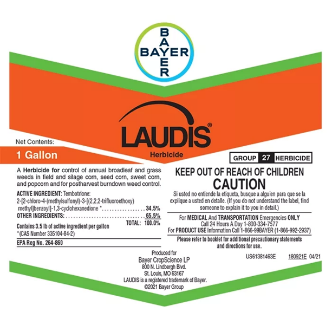 BAYER
BAYER
LAUDIS®
Herbicide
Net Contents:
1 Gallon
A Herbicide for control of annual broadleaf and grass
weeds in field and silage corn, seed corn, sweet corn,
and popcorn and for postharvest burndown weed control.
ACTIVE INGREDIENT: Tembotrione:
2-[2-chloro-4-(methylsulfonyl)-3-[(2,2,2-trifluoroethoxy)
methyl]benzoyl]-1,3-cyclohexanedione * 34.5%
OTHER INGREDIENTS: 65.5%
TOTAL: 100.0%
Contains 3.5 lb of active ingredient per gallon
*(CAS Number 335104-84-2)
EPA Reg No. 264-860
GROUP 27 HERBICIDE
KEEP OUT OF REACH OF CHILDREN
CAUTION
Si usted no entiende la etiqueta, busque a alguien para que se la
explique a usted en detalle. (If you do not understand the label, find
someone to explain it to you in detail.)
For MEDICAL And TRANSPORTATION Emergencies ONLY
Call 24 Hours A Day 1-800-334-7577
For PRODUCT USE Information Call 1-866-99BAYER (1-866-992-2937)
Please refer to booklet for additional precautionary statements
and directions for use.
Produced for
Bayer CropScience LP
800 N. Lindbergh Blvd.
St. Louis, MO 63167
LAUDIS is a registered trademark of Bayer.
©2021 Bayer Group
US61391463E 180921E 04/21